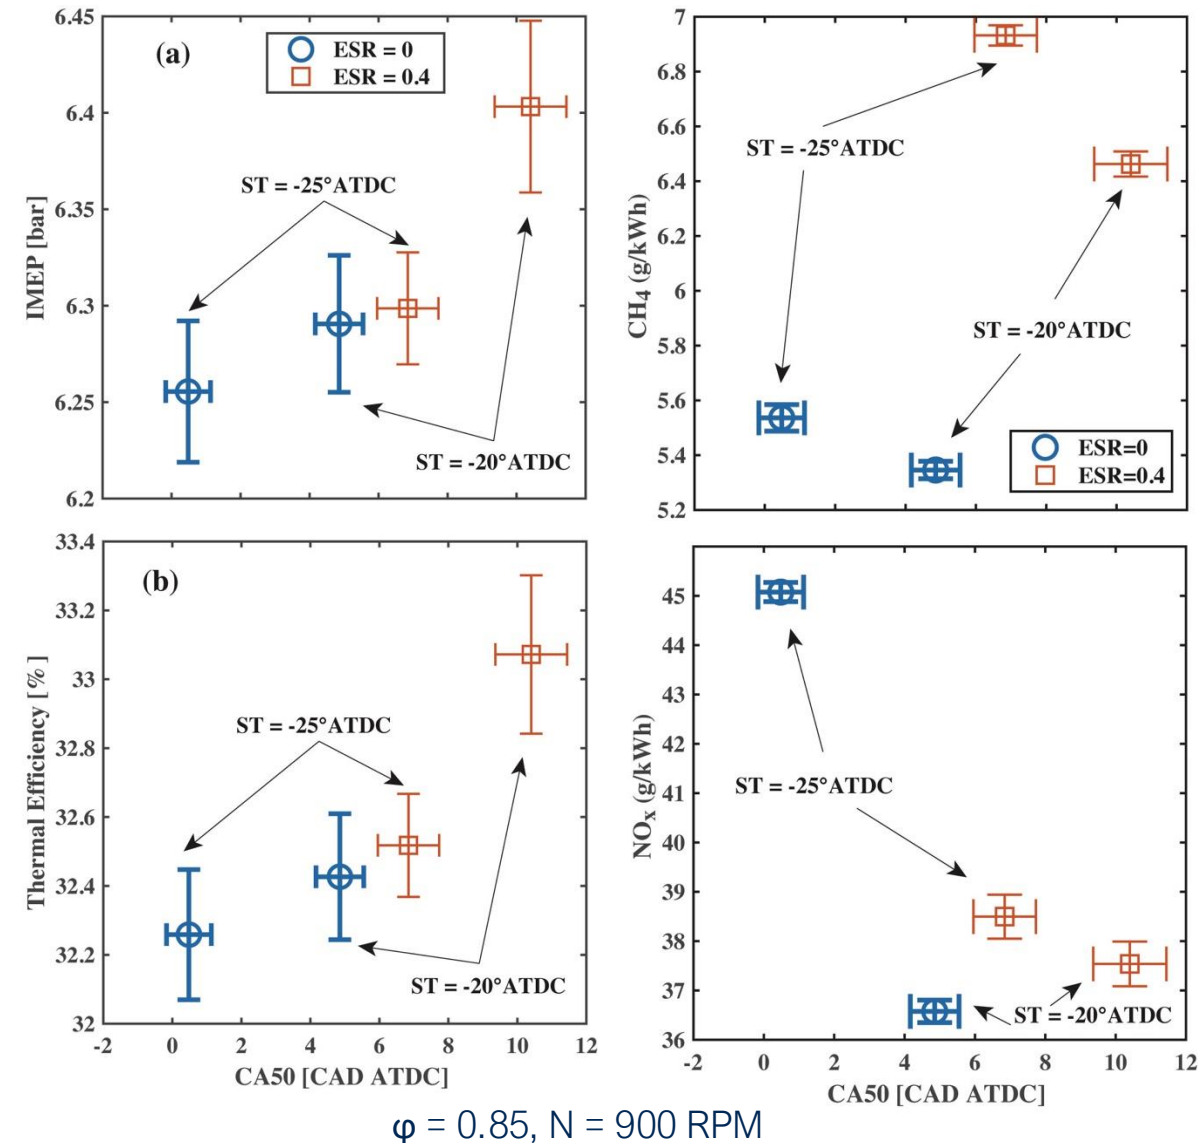 6.45
6.4
6.35
6.3
6.25
6.2
IMEP [bar]
(a)
ESR = 0
ESR = 0.4
ST = -25°ATDC
ST = -20°ATDC
7
6.8
6.6
6.4
6.2
6
5.8
5.6
5.4
5.2
CH₄ (g/kWh)
ST = -25°ATDC
ST = -20°ATDC
ESR=0
ESR=0.4
33.4
33.2
33
32.8
32.6
32.4
32.2
32
Thermal Efficiency [%]
(b)
ST = -25°ATDC
ST = -20°ATDC
-2 0 2 4 6 8 10 12
CA50 [CAD ATDC]
45
44
43
42
41
40
39
38
37
36
NOₓ (g/kWh)
ST = -25°ATDC
ST = -20°ATDC
-2 0 2 4 6 8 10 12
CA50 [CAD ATDC]
φ = 0.85, N = 900 RPM